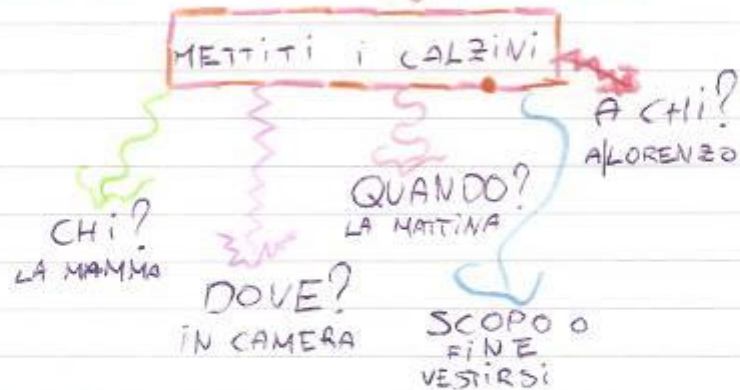 METTITI I CALZINI
A CHI?
A LORENZO
QUANDO?
LA MATTINA
CHI?
LA MAMMA
DOVE?
IN CAMERA
SCOPO O
FINE
VESTIRSI